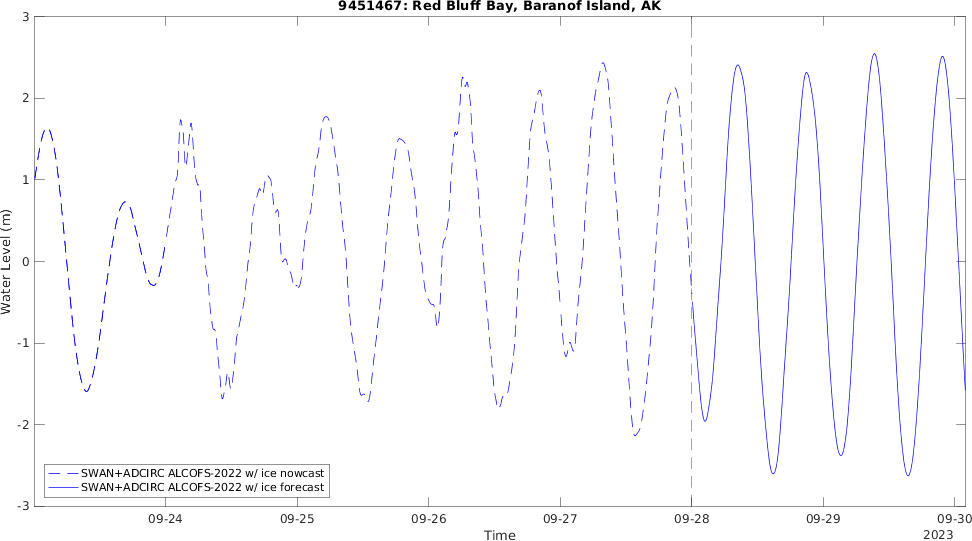 9451467: Red Bluff Bay, Baranof Island, AK
3
2
1
0
-1
-2
-3
Water Level (m)
SWAN+ADCIRC ALCOFS-2022 w/ ice nowcast
SWAN+ADCIRC ALCOFS-2022 w/ ice forecast
09-24 09-25 09-26 09-27 09-28 09-29 09-30
Time 2023